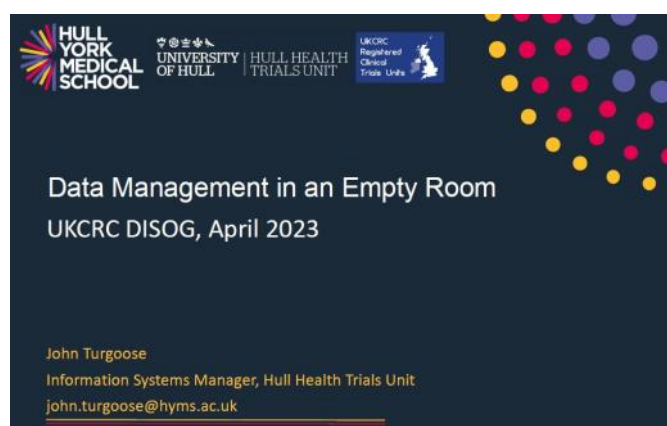 HULL
YORK
MEDICAL
SCHOOL
UNIVERSITY
OF HULL
HULL HEALTH
TRIALS UNIT
UKCRC
Registered
Clinical
Trials Units
Data Management in an Empty Room
UKCRC DISOG, April 2023
John Turgoose
Information Systems Manager, Hull Health Trials Unit
john.turgoose@hyms.ac.uk